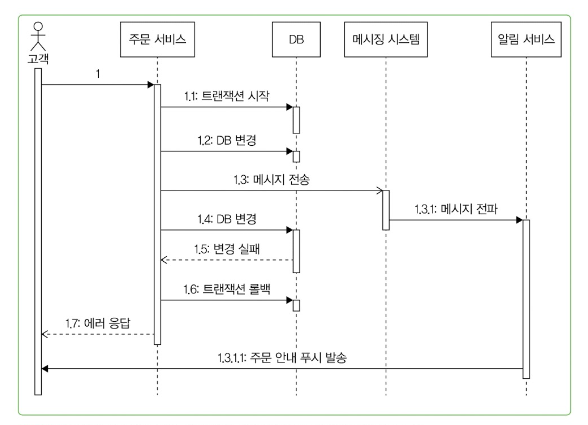 주문 서비스
DB
메시징 시스템
알림 서비스
고객
1
1.1: 트랜잭션 시작
1.2: DB 변경
1.3: 메시지 전송
1.3.1: 메시지 전파
1.4: DB 변경
1.5: 변경 실패
1.6: 트랜잭션 롤백
1.7: 에러 응답
1.3.1.1: 주문 안내 푸시 발송